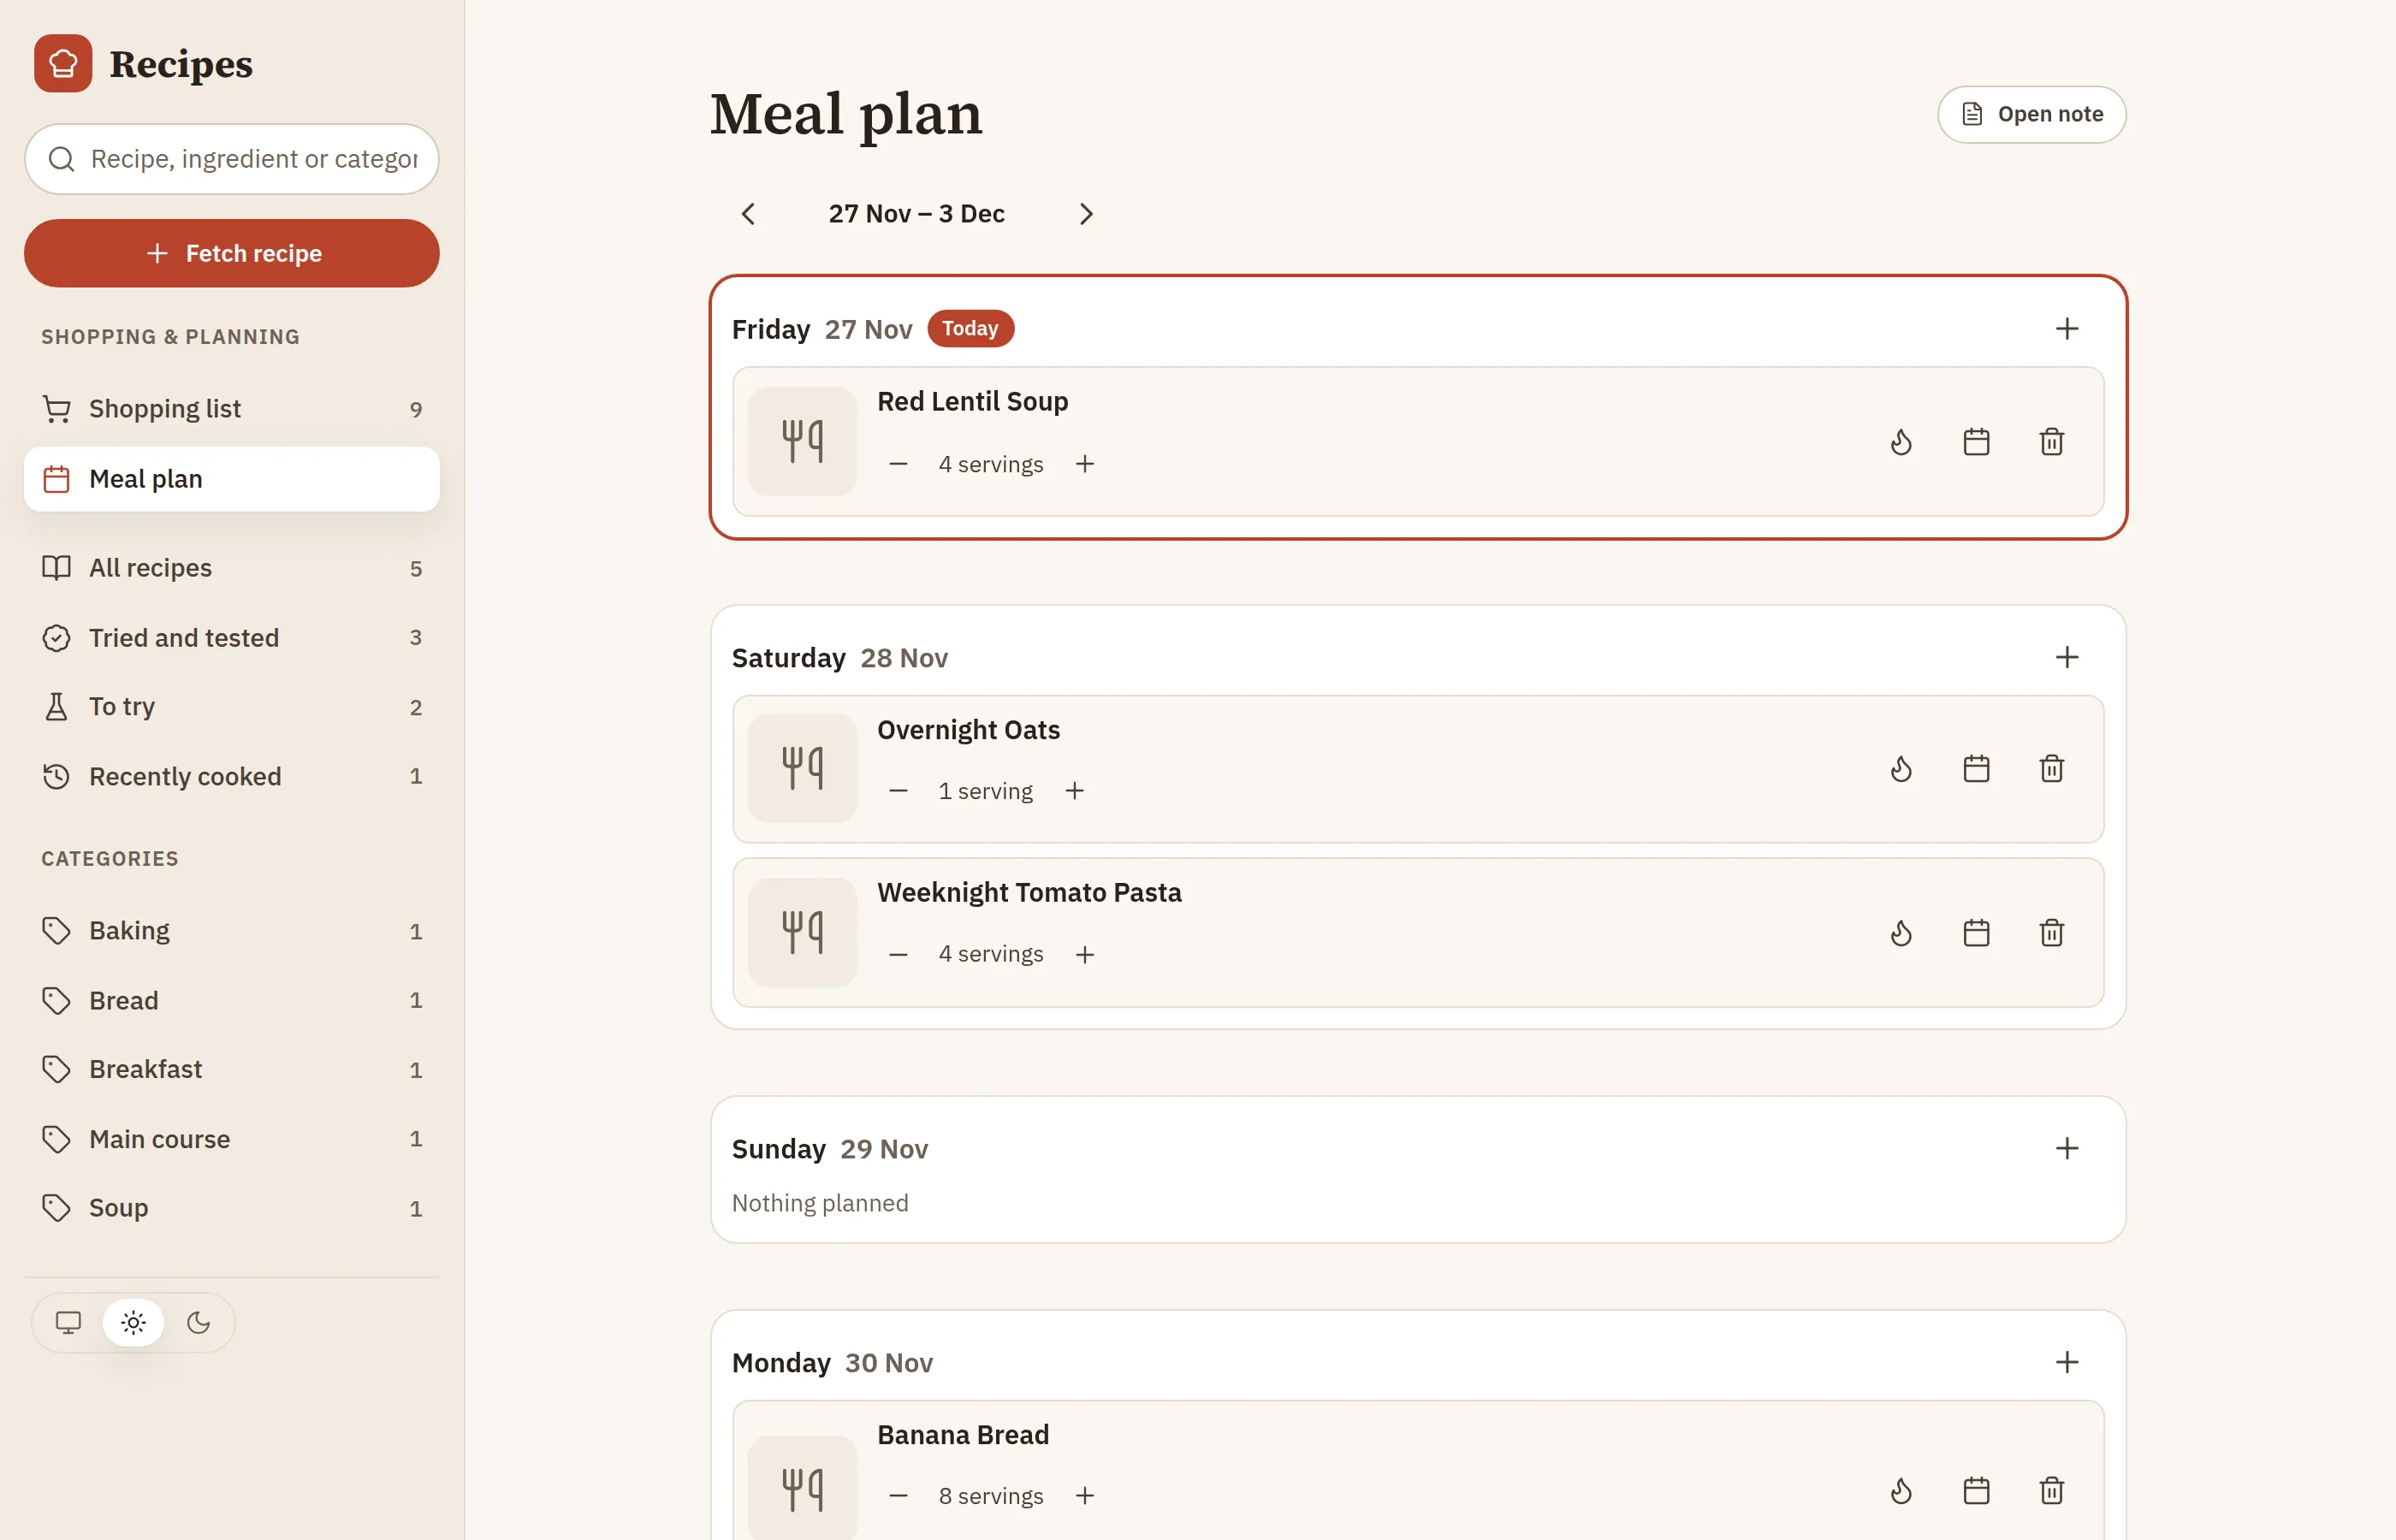 Recipes
Recipe, ingredient or categor
Fetch recipe
SHOPPING & PLANNING
Shopping list 9
Meal plan
All recipes 5
Tried and tested 3
To try 2
Recently cooked 1
CATEGORIES
Baking 1
Bread 1
Breakfast 1
Main course 1
Soup 1
Meal plan
Open note
27 Nov – 3 Dec
Friday 27 Nov Today
Red Lentil Soup
4 servings
Saturday 28 Nov
Overnight Oats
1 serving
Weeknight Tomato Pasta
4 servings
Sunday 29 Nov
Nothing planned
Monday 30 Nov
Banana Bread
8 servings